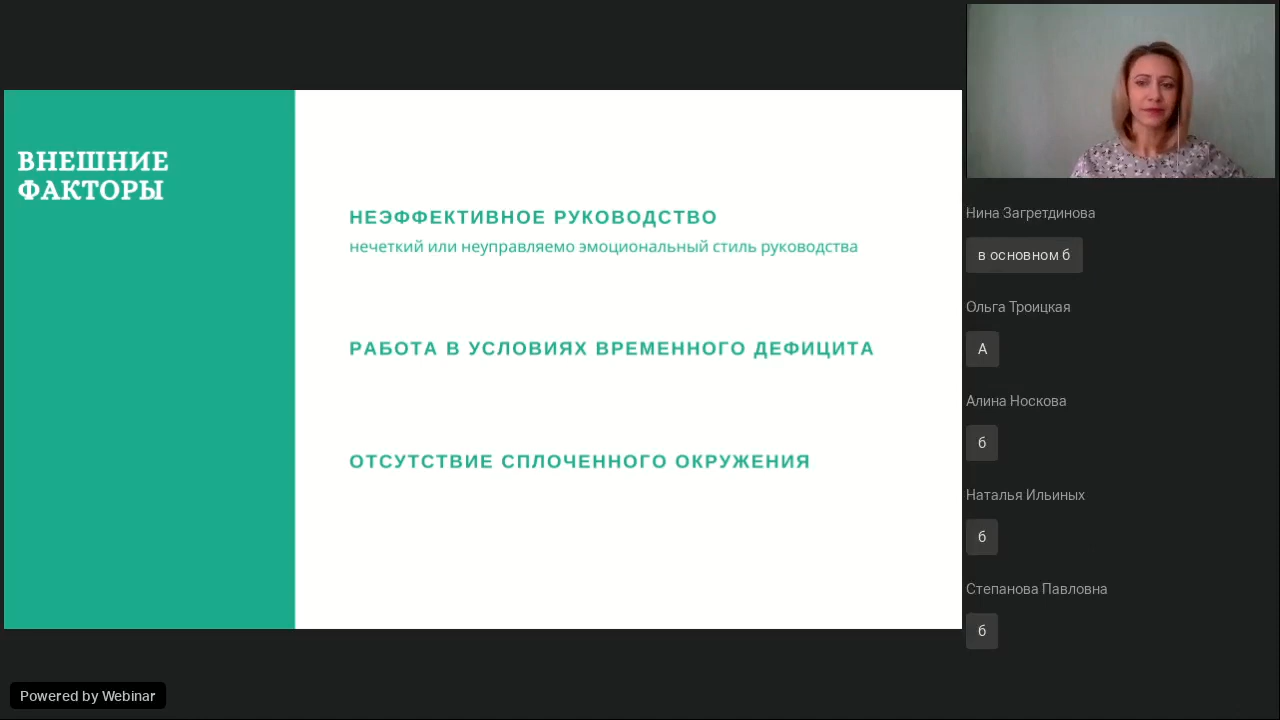 ВНЕШНИЕ
ФАКТОРЫ
НЕЭФФЕКТИВНОЕ РУКОВОДСТВО
нечеткий или неуправляемо эмоциональный стиль руководства
РАБОТА В УСЛОВИЯХ ВРЕМЕННОГО ДЕФИЦИТА
ОТСУТСТВИЕ СПЛОЧЕННОГО ОКРУЖЕНИЯ
Нина Загретдинова
в основном б
Ольга Троицкая
А
Алина Носкова
б
Наталья Ильиных
б
Степанова Павловна
б
Powered by Webinar